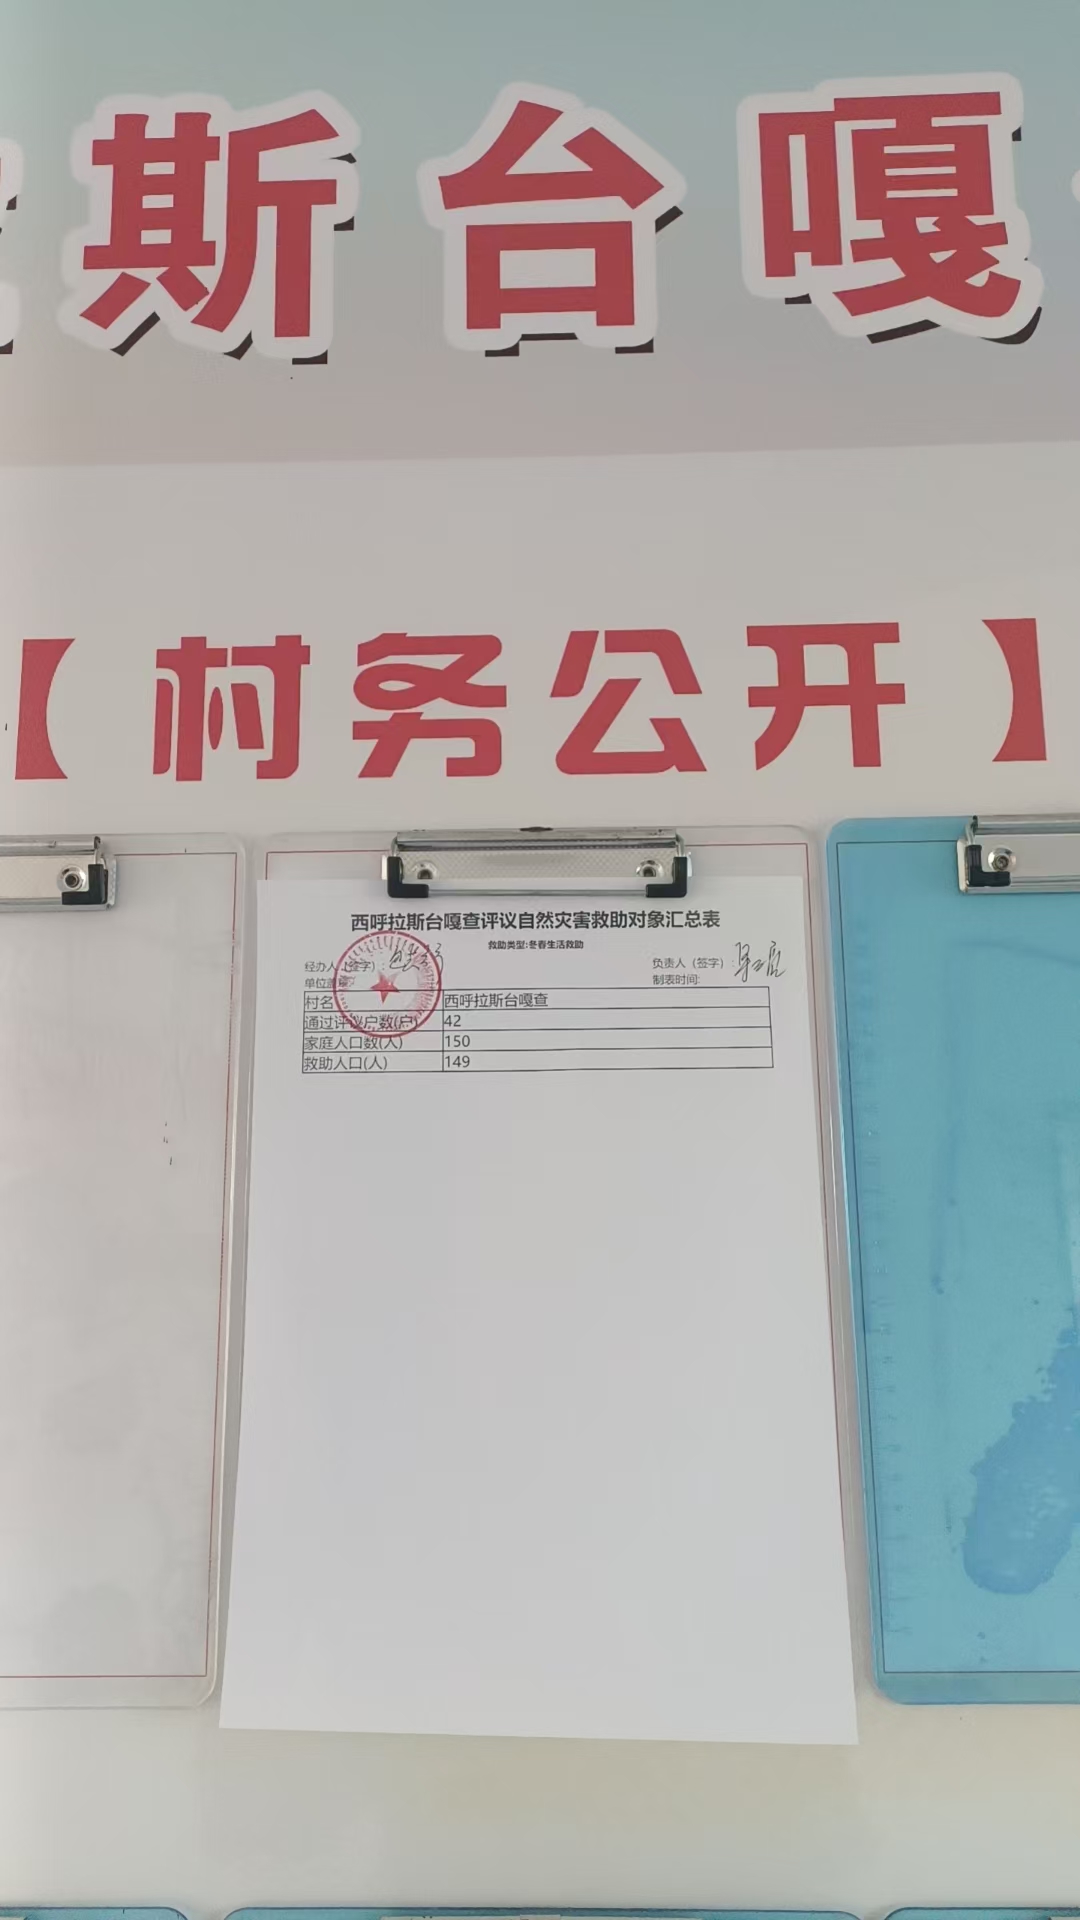 斯台嘎
【村务公开】
西呼拉斯台嘎查评议自然灾害救助对象汇总表
救助类型:冬春生活救助
经办人(签字): 负责人(签字):
单位盖章: 制表时间:
村名 西呼拉斯台嘎查
通过评议户数(户) 42
家庭人口数(人) 150
救助人口(人) 149